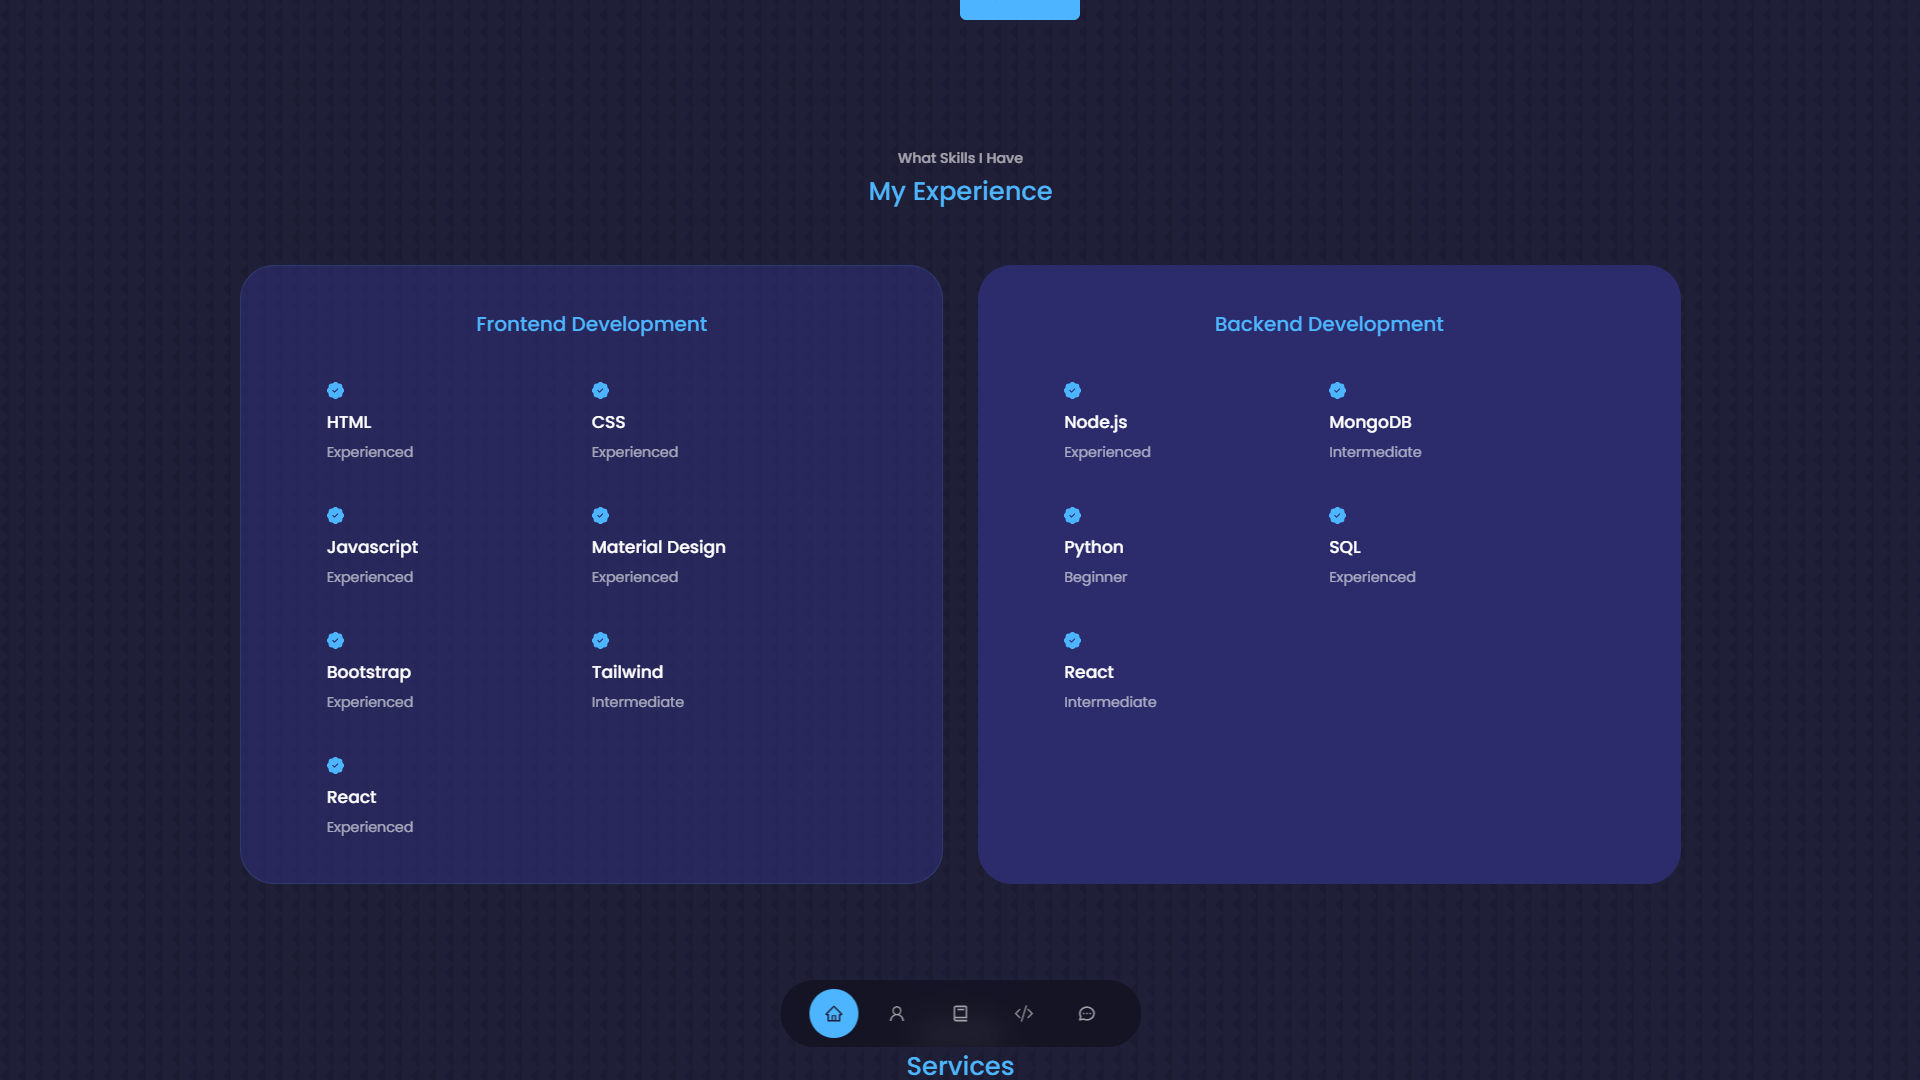 What Skills I Have
My Experience
Frontend Development
HTML
Experienced
CSS
Experienced
Javascript
Experienced
Material Design
Experienced
Bootstrap
Experienced
Tailwind
Intermediate
React
Experienced
Backend Development
Node.js
Experienced
MongoDB
Intermediate
Python
Beginner
SQL
Experienced
React
Intermediate
Services